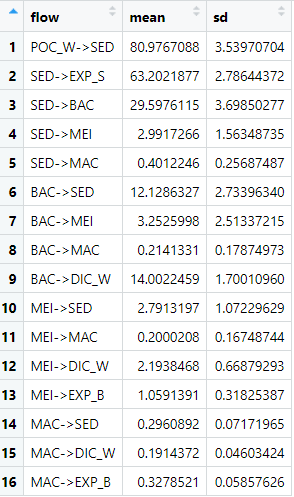 flow mean sd
1 POC_W->SED 80.9767088 3.53970704
2 SED->EXP_S 63.2021877 2.78644372
3 SED->BAC 29.5976115 3.69850277
4 SED->MEI 2.9917266 1.56348735
5 SED->MAC 0.4012246 0.25687487
6 BAC->SED 12.1286327 2.73396340
7 BAC->MEI 3.2525998 2.51337215
8 BAC->MAC 0.2141331 0.17874973
9 BAC->DIC_W 14.0022459 1.70010960
10 MEI->SED 2.7913197 1.07229629
11 MEI->MAC 0.2000208 0.16748744
12 MEI->DIC_W 2.1938468 0.66879293
13 MEI->EXP_B 1.0591391 0.31825387
14 MAC->SED 0.2960892 0.07171965
15 MAC->DIC_W 0.1914372 0.04603424
16 MAC->EXP_B 0.3278521 0.05857626